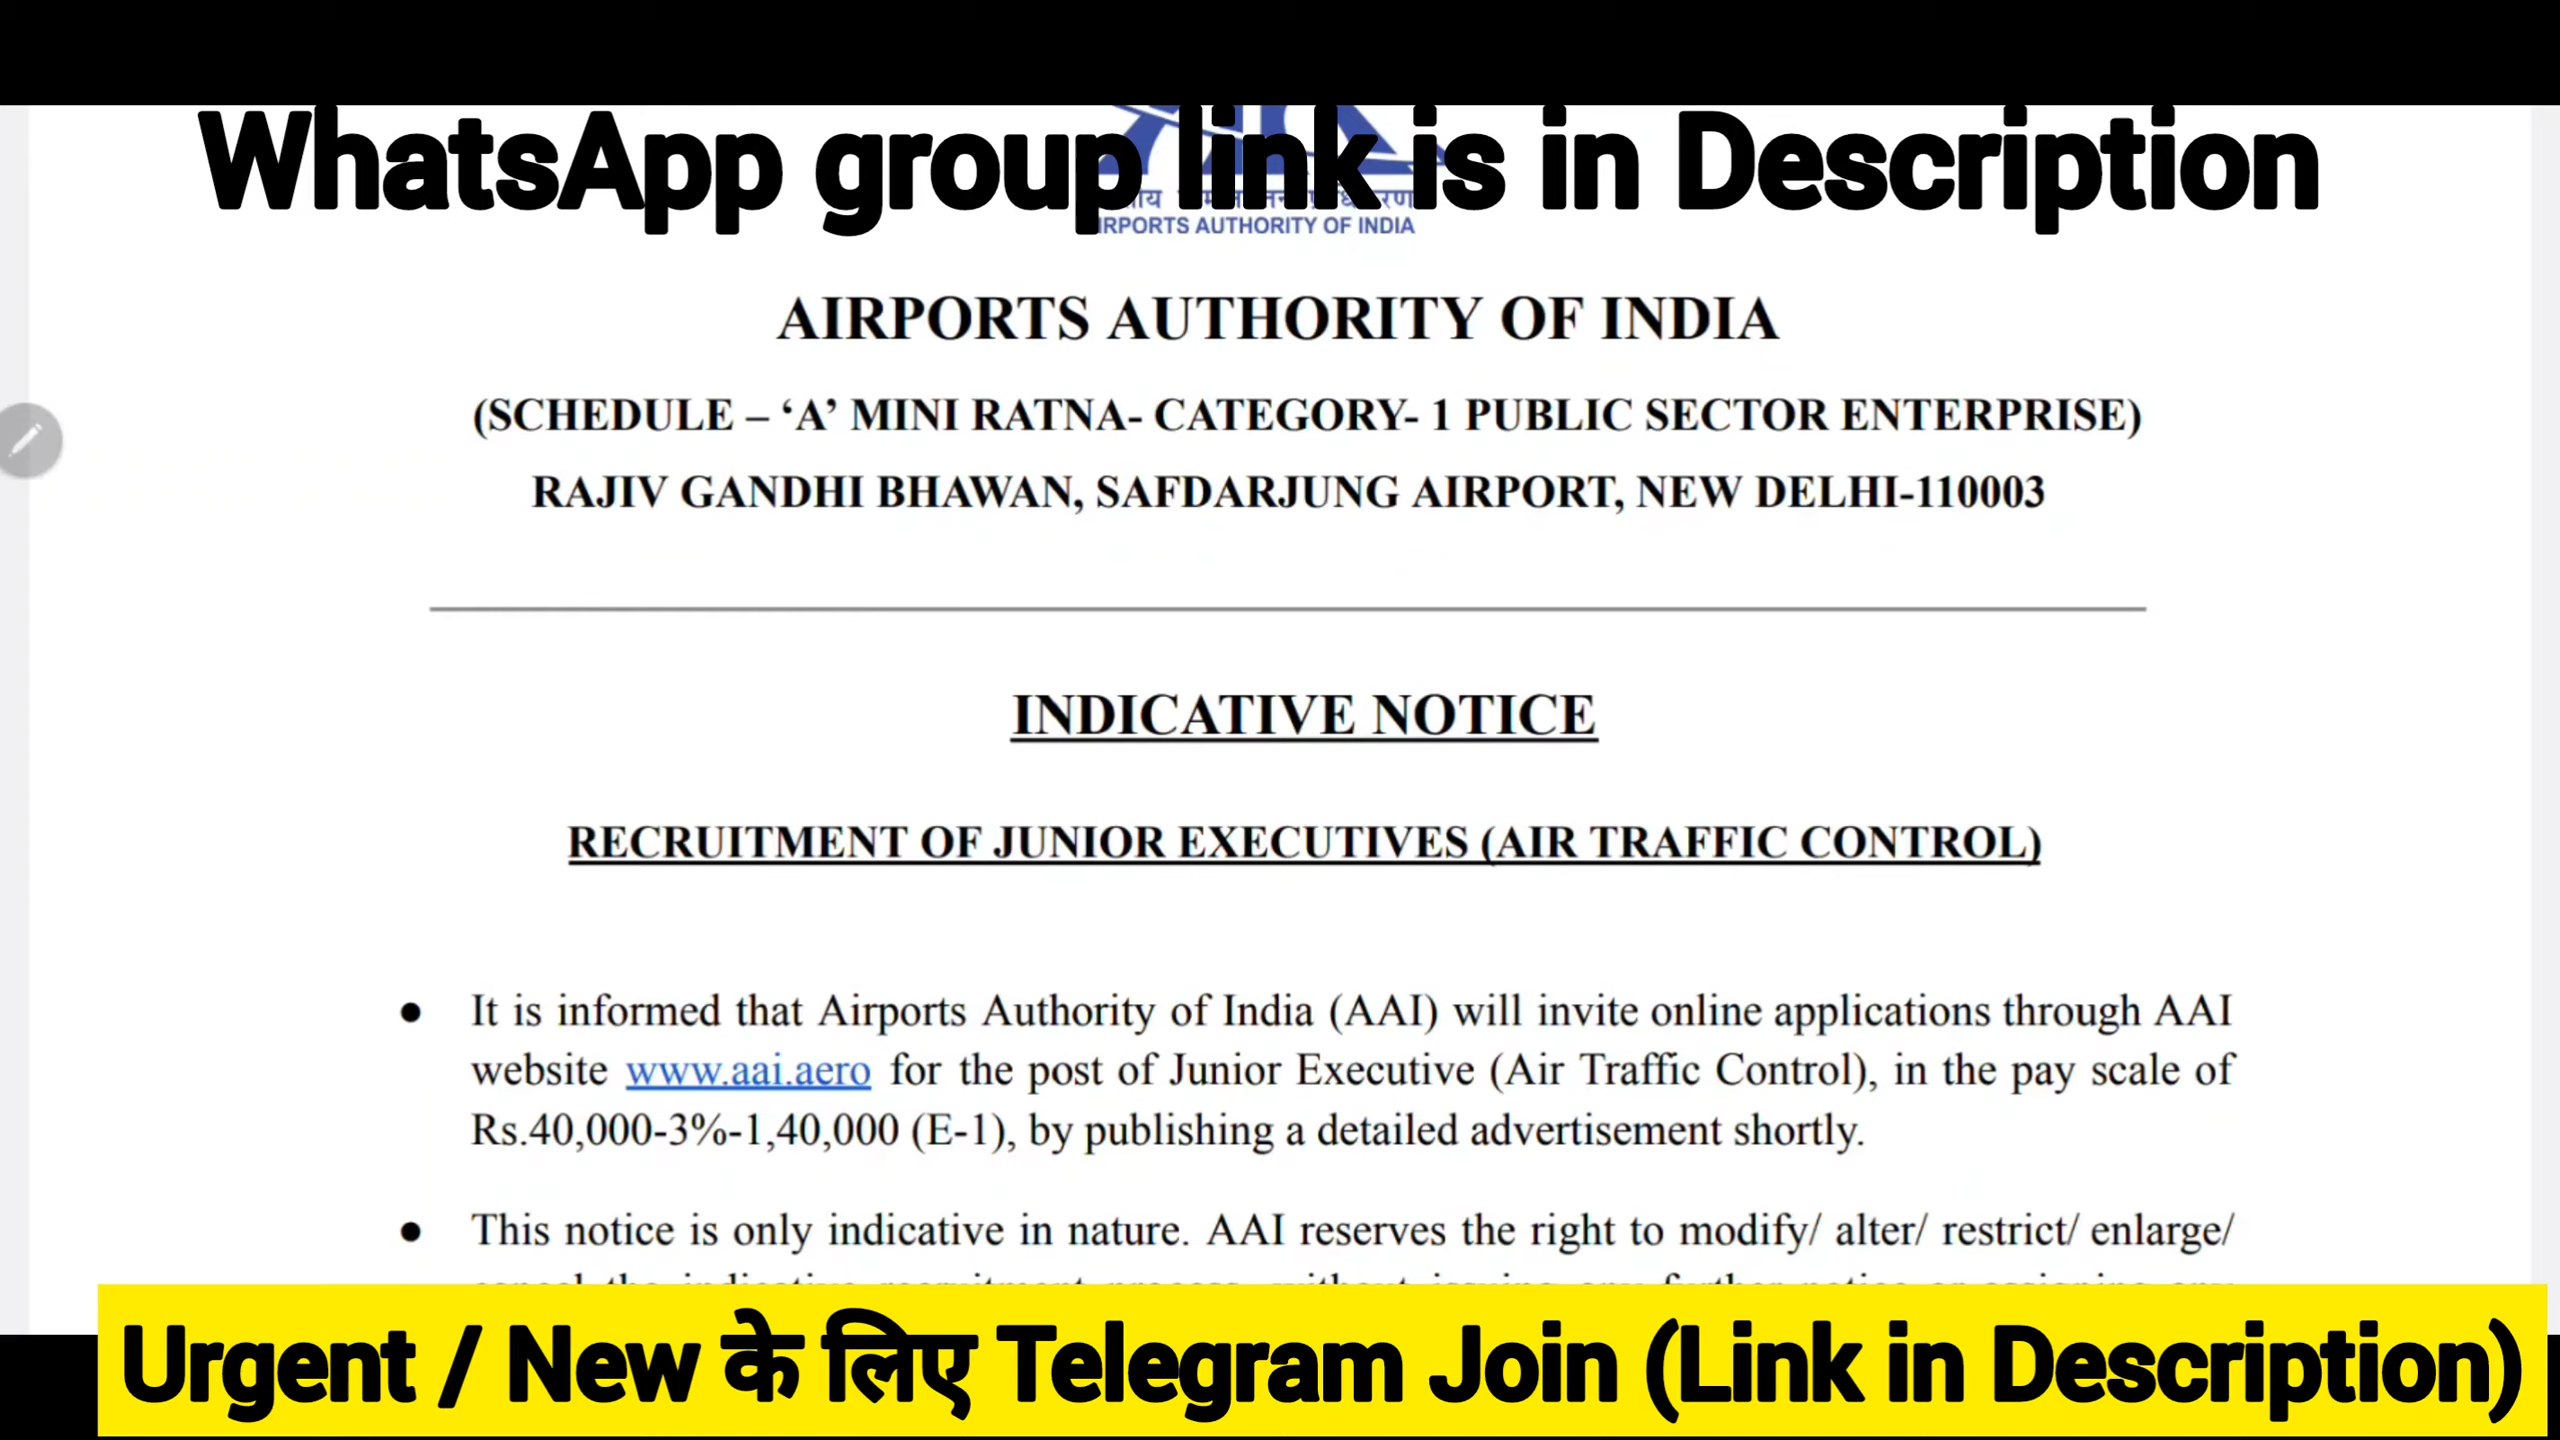 WhatsApp group link is in Description
RPORTS AUTHORITY OF INDIA
AIRPORTS AUTHORITY OF INDIA
(SCHEDULE – ‘A’ MINI RATNA- CATEGORY- 1 PUBLIC SECTOR ENTERPRISE)
RAJIV GANDHI BHAWAN, SAFDARJUNG AIRPORT, NEW DELHI-110003
INDICATIVE NOTICE
RECRUITMENT OF JUNIOR EXECUTIVES (AIR TRAFFIC CONTROL)
● It is informed that Airports Authority of India (AAI) will invite online applications through AAI
website www.aai.aero for the post of Junior Executive (Air Traffic Control), in the pay scale of
Rs.40,000-3%-1,40,000 (E-1), by publishing a detailed advertisement shortly.
● This notice is only indicative in nature. AAI reserves the right to modify/ alter/ restrict/ enlarge/
Urgent / New के लिए Telegram Join (Link in Description)